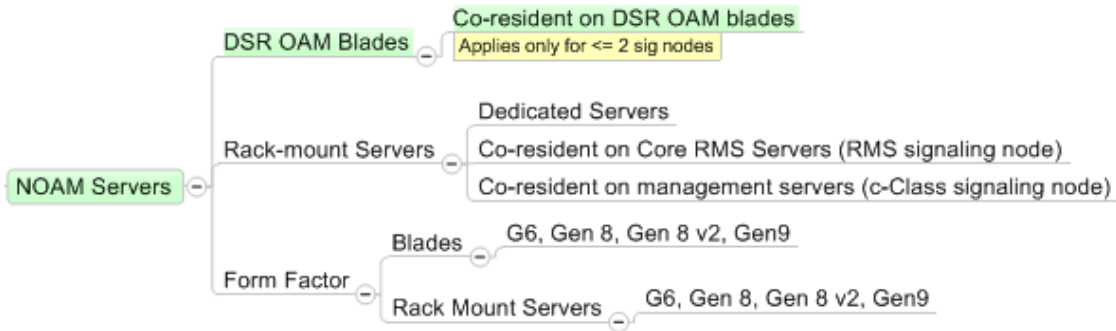 Co-resident on DSR OAM blades
DSR OAM Blades
Applies only for <= 2 sig nodes
Dedicated Servers
Rack-mount Servers
Co-resident on Core RMS Servers (RMS signaling node)
NOAM Servers
Co-resident on management servers (c-Class signaling node)
G6, Gen 8, Gen 8 v2, Gen9
Blades
Form Factor
G6, Gen 8, Gen 8 v2, Gen9
Rack Mount Servers